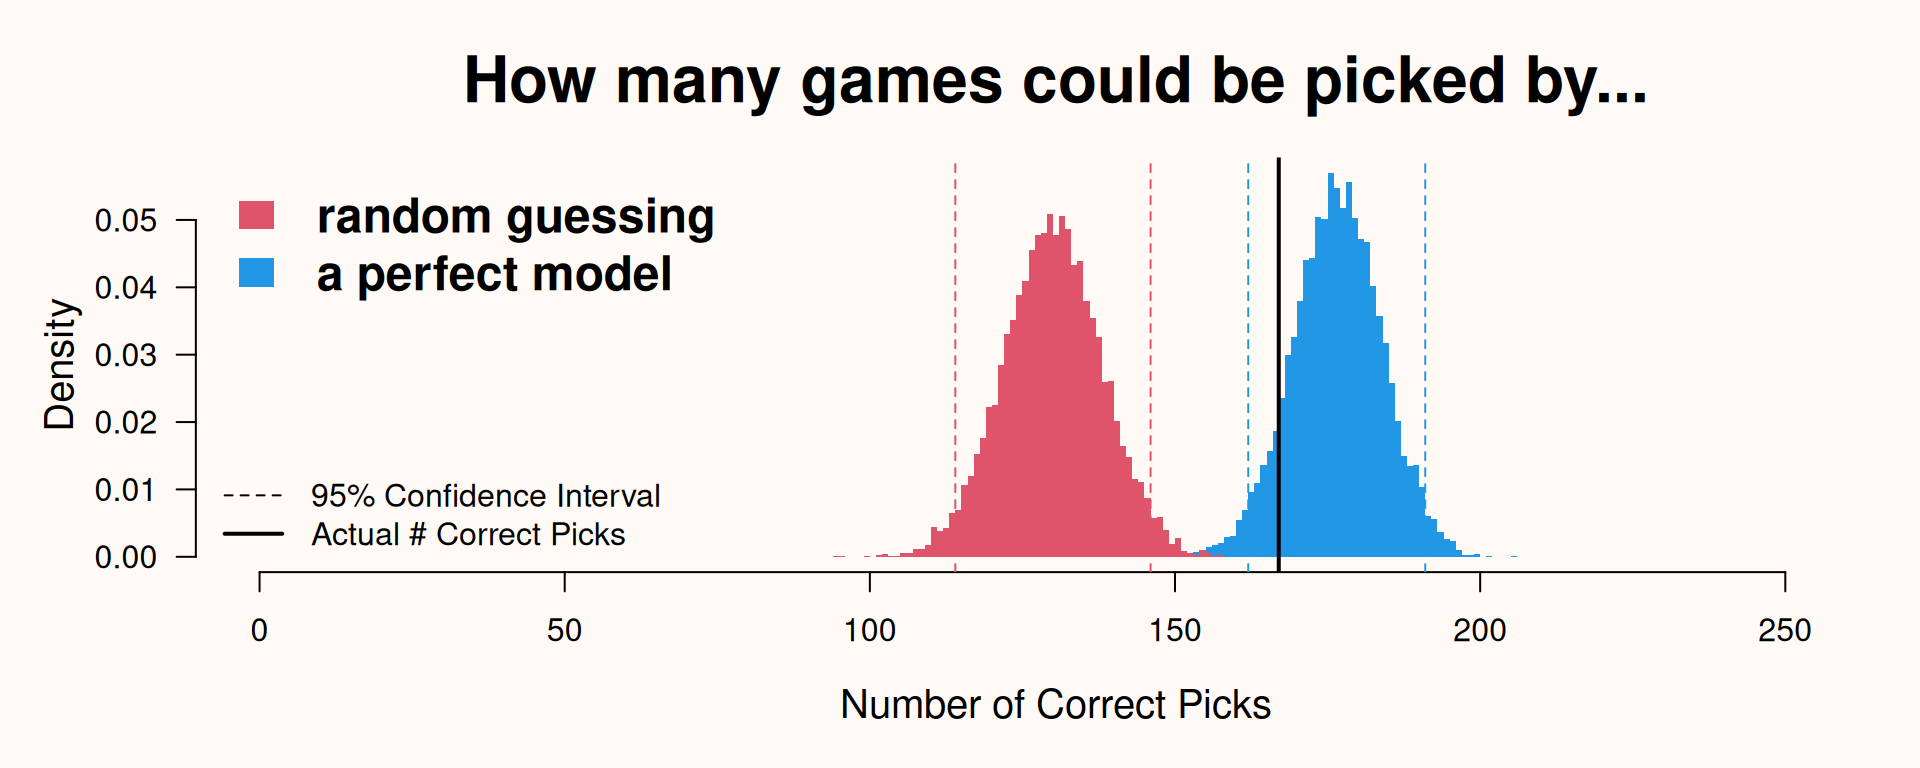 How many games could be picked by...
random guessing
a perfect model
0.05
0.04
0.03
0.02
0.01
0.00
Density
95% Confidence Interval
Actual # Correct Picks
0 50 100 150 200 250
Number of Correct Picks